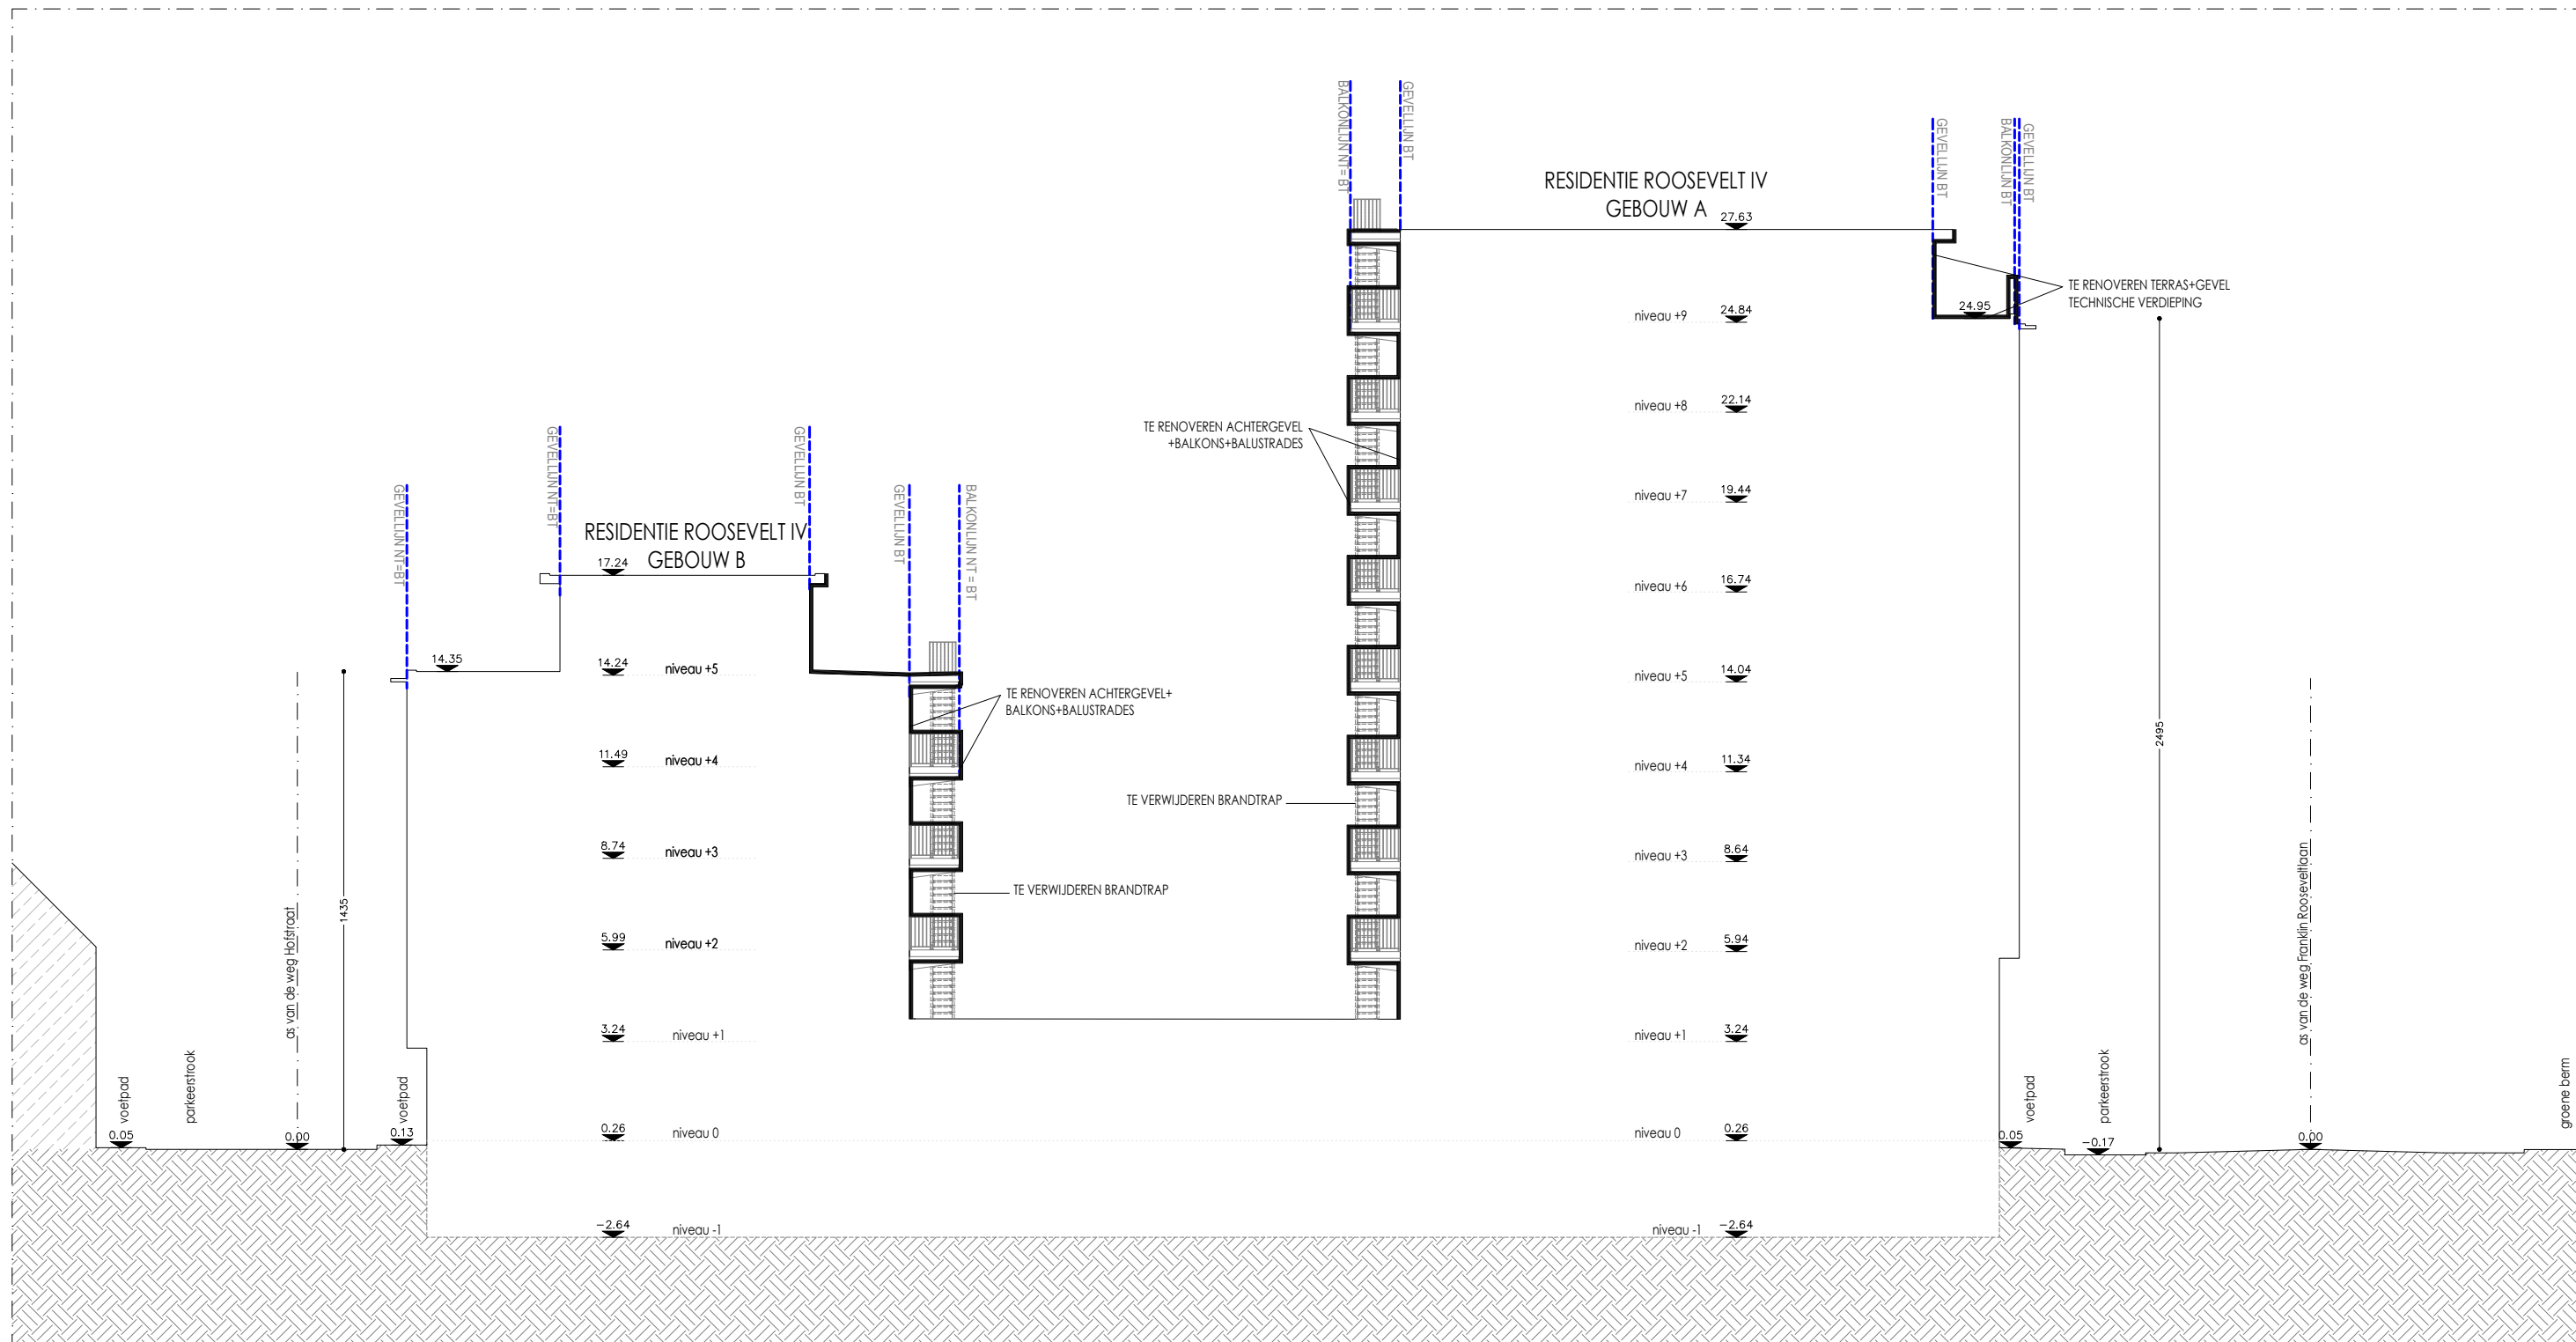 BALKONLIJN NT = BT
GEVELLIJN BT
GEVELLIJN BT
BALKONLIJN BT
GEVELLIJN BT
RESIDENTIE ROOSEVELT IV
GEBOUW A
27.63
TE RENOVEREN TERRAS+GEVEL
TECHNISCHE VERDIEPING
24.95
niveau +9
24.84
niveau +8
22.14
TE RENOVEREN ACHTERGEVEL
+BALKONS+BALUSTRADES
niveau +7
19.44
niveau +6
16.74
niveau +5
14.04
niveau +4
11.34
TE VERWIJDEREN BRANDTRAP
niveau +3
8.64
niveau +2
5.94
niveau +1
3.24
niveau 0
0.26
niveau -1
−2.64
2495
as van de weg Franklin Rooseveltlaan
voetpad
parkeerstrook
groene berm
0.05
−0.17
0.00
GEVELLIJN NT=BT
GEVELLIJN NT=BT
GEVELLIJN BT
GEVELLIJN BT
BALKONLIJN NT = BT
RESIDENTIE ROOSEVELT IV
GEBOUW B
17.24
14.35
14.24
niveau +5
TE RENOVEREN ACHTERGEVEL+
BALKONS+BALUSTRADES
11.49
niveau +4
8.74
niveau +3
TE VERWIJDEREN BRANDTRAP
5.99
niveau +2
3.24
niveau +1
0.26
niveau 0
−2.64
niveau -1
1435
as van de weg Hofstraat
voetpad
parkeerstrook
voetpad
0.05
0.00
0.13